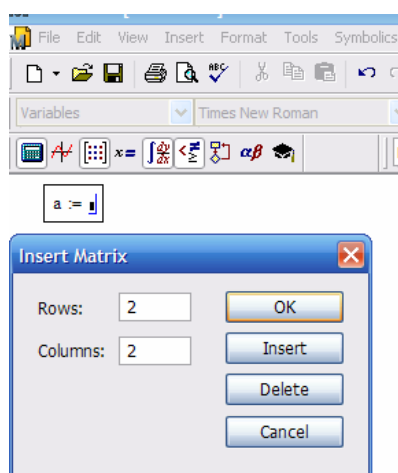 File Edit View Insert Format Tools Symbolics
ABC
Variables Times New Roman
x= αβ
a :=
Insert Matrix
Rows: 2 OK
Columns: 2 Insert
Delete
Cancel